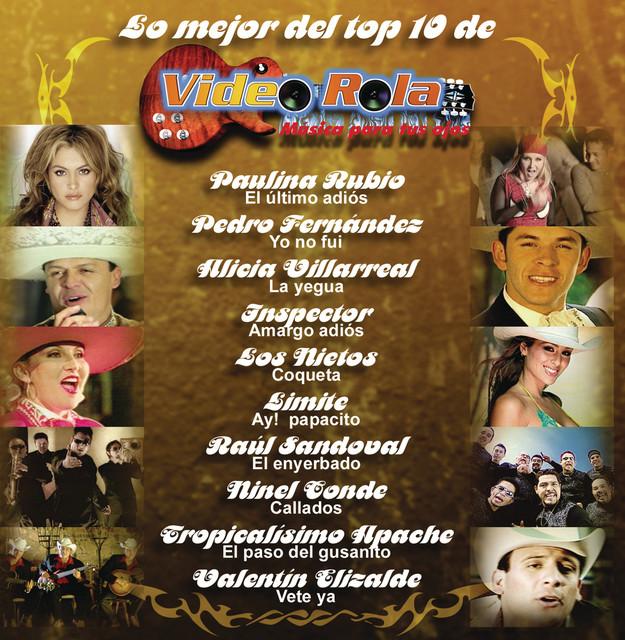 Lo mejor del top 10 de
Video Rola
Música para tus ojos
Paulina Rubio
El último adiós
Pedro Fernández
Yo no fui
Alicia Villarreal
La yegua
Inspector
Amargo adiós
Los Nietos
Coqueta
Limite
Ay! papacito
Raúl Sandoval
El enyerbado
Ninel Conde
Callados
Tropicalísimo Apache
El paso del gusanito
Valentín Elizalde
Vete ya